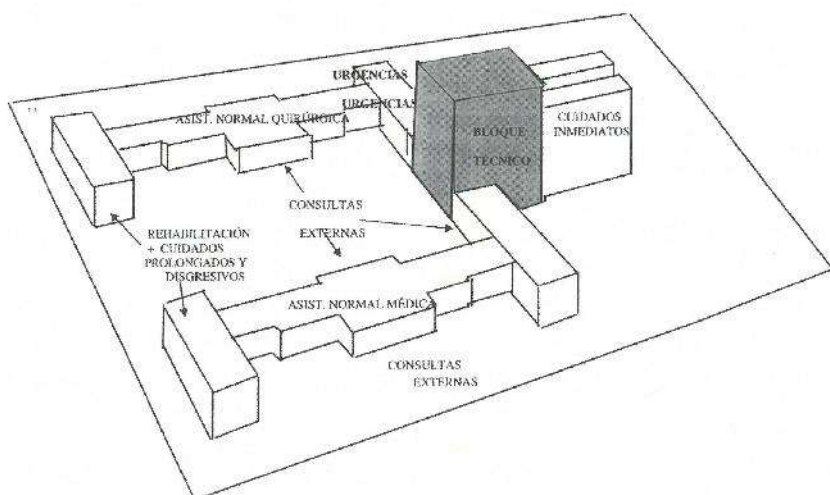 URGENCIAS
URGENCIAS
ASIST. NORMAL QUIRÚRGICA
BLOQUE
TECNICO
CUIDADOS
INMEDIATOS
CONSULTAS
EXTERNAS
REHABILITACIÓN
+ CUIDADOS
PROLONGADOS Y
DISGRESIVOS
ASIST. NORMAL MÉDICA
CONSULTAS
EXTERNAS